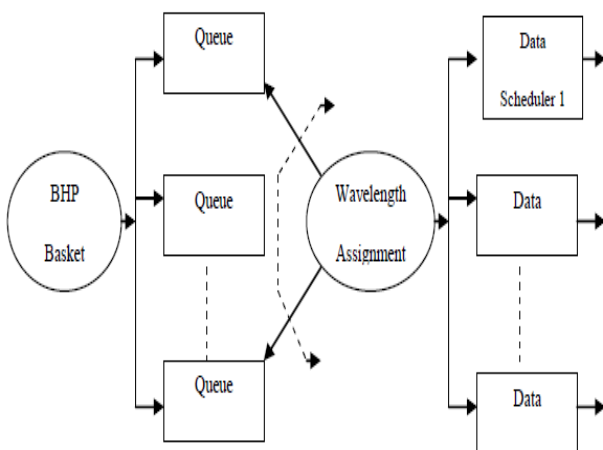 Queue
Data
Scheduler 1
BHP
Basket
Queue
Wavelength
Assignment
Data
Queue
Data